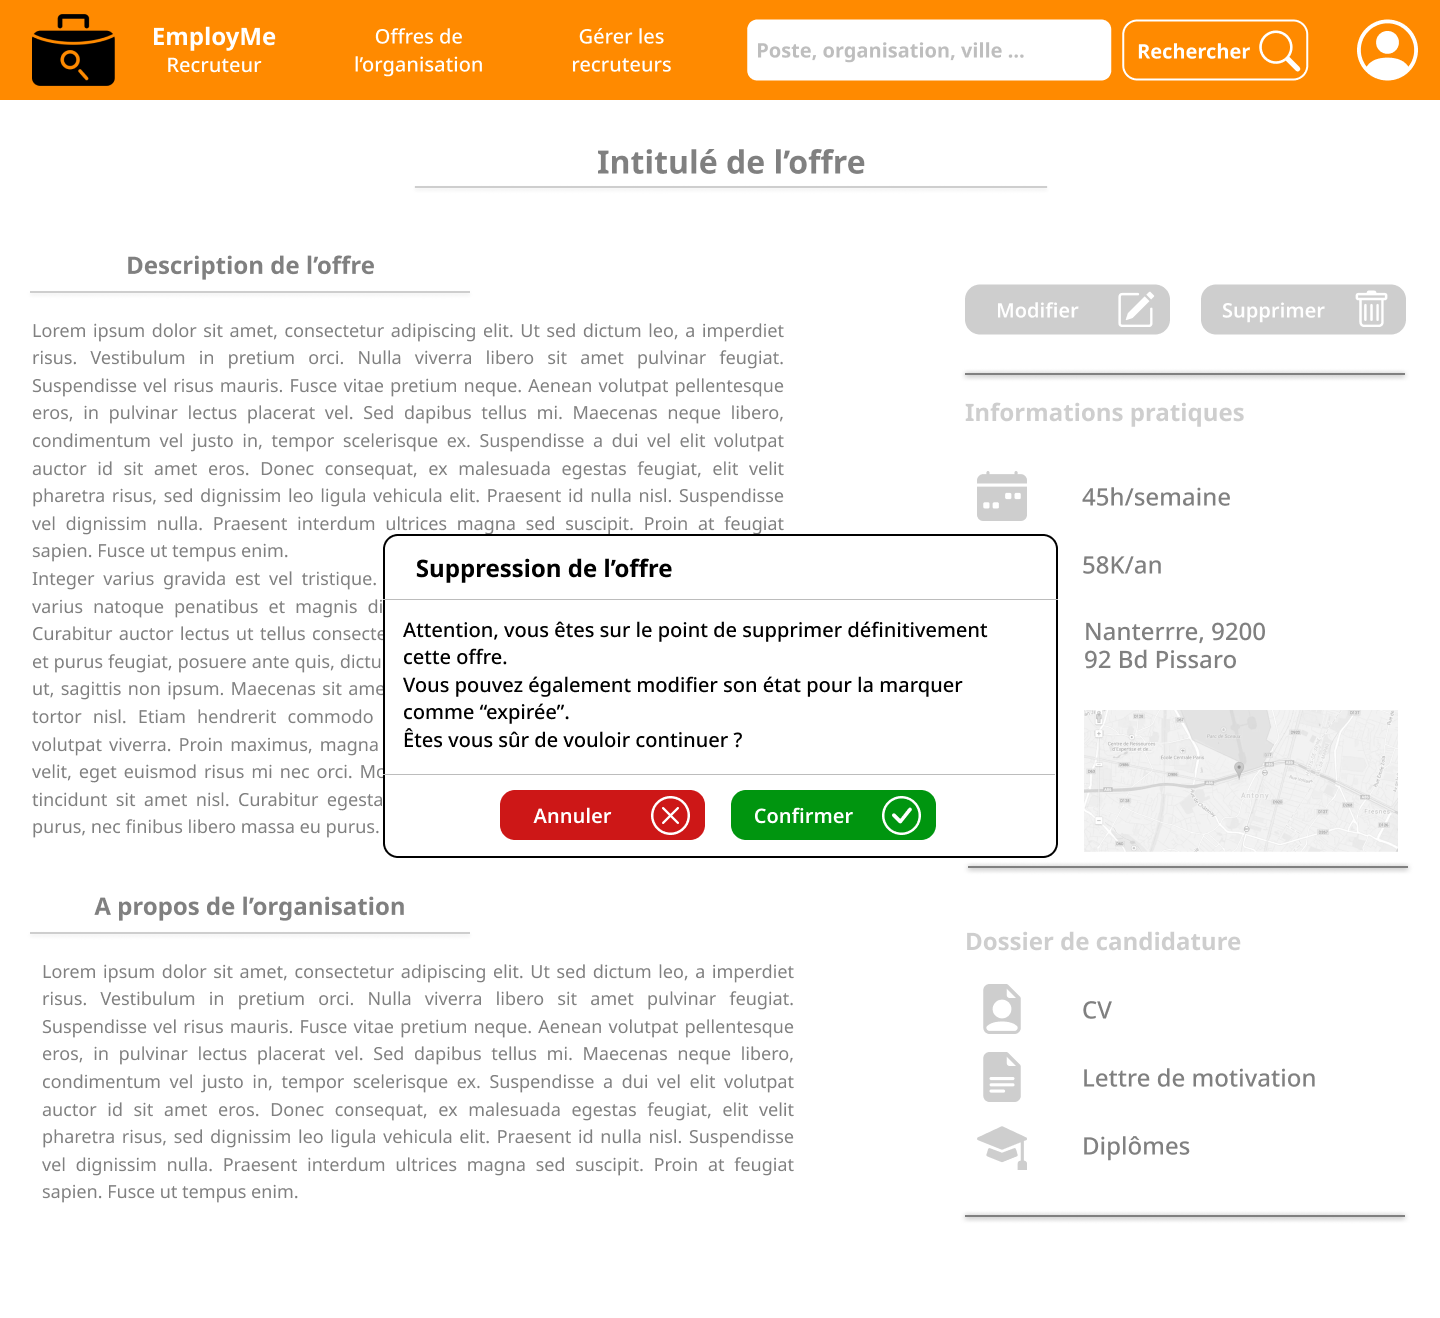 EmployMe
Recruteur
Offres de
l’organisation
Gérer les
recruteurs
Poste, organisation, ville ...
Rechercher
Intitulé de l’offre
Description de l’offre
Lorem ipsum dolor sit amet, consectetur adipiscing elit. Ut sed dictum leo, a imperdiet
risus. Vestibulum in pretium orci. Nulla viverra libero sit amet pulvinar feugiat.
Suspendisse vel risus mauris. Fusce vitae pretium neque. Aenean volutpat pellentesque
eros, in pulvinar lectus placerat vel. Sed dapibus tellus mi. Maecenas neque libero,
condimentum vel justo in, tempor scelerisque ex. Suspendisse a dui vel elit volutpat
auctor id sit amet eros. Donec consequat, ex malesuada egestas feugiat, elit velit
pharetra risus, sed dignissim leo ligula vehicula elit. Praesent id nulla nisl. Suspendisse
vel dignissim nulla. Praesent interdum ultrices magna sed suscipit. Proin at feugiat
sapien. Fusce ut tempus enim.
Integer varius gravida est vel tristique.
varius natoque penatibus et magnis di
Curabitur auctor lectus ut tellus consecte
et purus feugiat, posuere ante quis, dictu
ut, sagittis non ipsum. Maecenas sit ame
tortor nisl. Etiam hendrerit commodo
volutpat viverra. Proin maximus, magna
velit, eget euismod risus mi nec orci. Mo
tincidunt sit amet nisl. Curabitur egesta
purus, nec finibus libero massa eu purus.
Suppression de l’offre
Attention, vous êtes sur le point de supprimer définitivement
cette offre.
Vous pouvez également modifier son état pour la marquer
comme “expirée”.
Êtes vous sûr de vouloir continuer ?
Annuler
Confirmer
A propos de l’organisation
Lorem ipsum dolor sit amet, consectetur adipiscing elit. Ut sed dictum leo, a imperdiet
risus. Vestibulum in pretium orci. Nulla viverra libero sit amet pulvinar feugiat.
Suspendisse vel risus mauris. Fusce vitae pretium neque. Aenean volutpat pellentesque
eros, in pulvinar lectus placerat vel. Sed dapibus tellus mi. Maecenas neque libero,
condimentum vel justo in, tempor scelerisque ex. Suspendisse a dui vel elit volutpat
auctor id sit amet eros. Donec consequat, ex malesuada egestas feugiat, elit velit
pharetra risus, sed dignissim leo ligula vehicula elit. Praesent id nulla nisl. Suspendisse
vel dignissim nulla. Praesent interdum ultrices magna sed suscipit. Proin at feugiat
sapien. Fusce ut tempus enim.
Modifier
Supprimer
Informations pratiques
45h/semaine
58K/an
Nanterrre, 9200
92 Bd Pissaro
Antony
Dossier de candidature
CV
Lettre de motivation
Diplômes